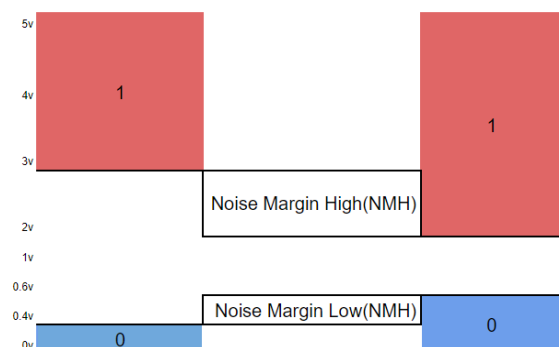 5v
4v
1
1
3v
Noise Margin High(NMH)
2v
1v
0.6v
Noise Margin Low(NMH)
0.4v
0
0
0v